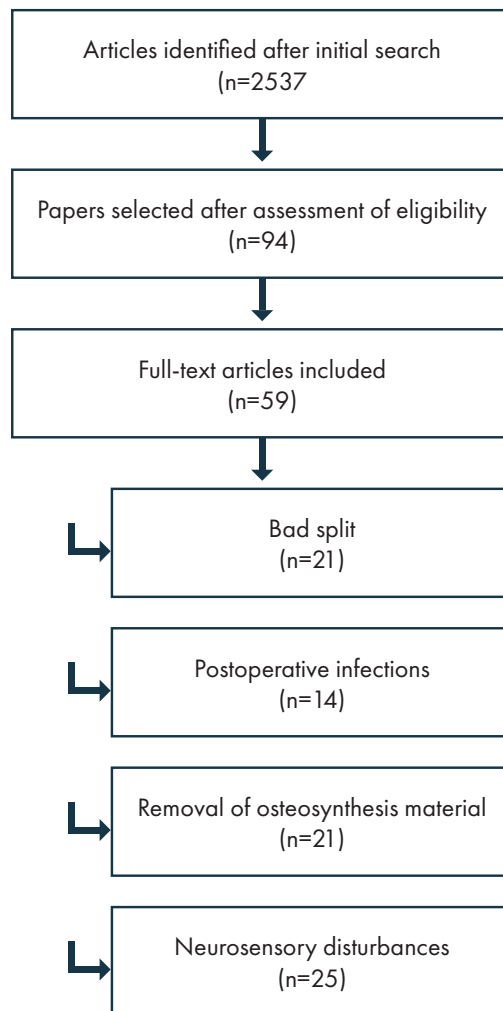 Articles identified after initial search
(n=2537
Papers selected after assessment of eligibility
(n=94)
Full-text articles included
(n=59)
Bad split
(n=21)
Postoperative infections
(n=14)
Removal of osteosynthesis material
(n=21)
Neurosensory disturbances
(n=25)